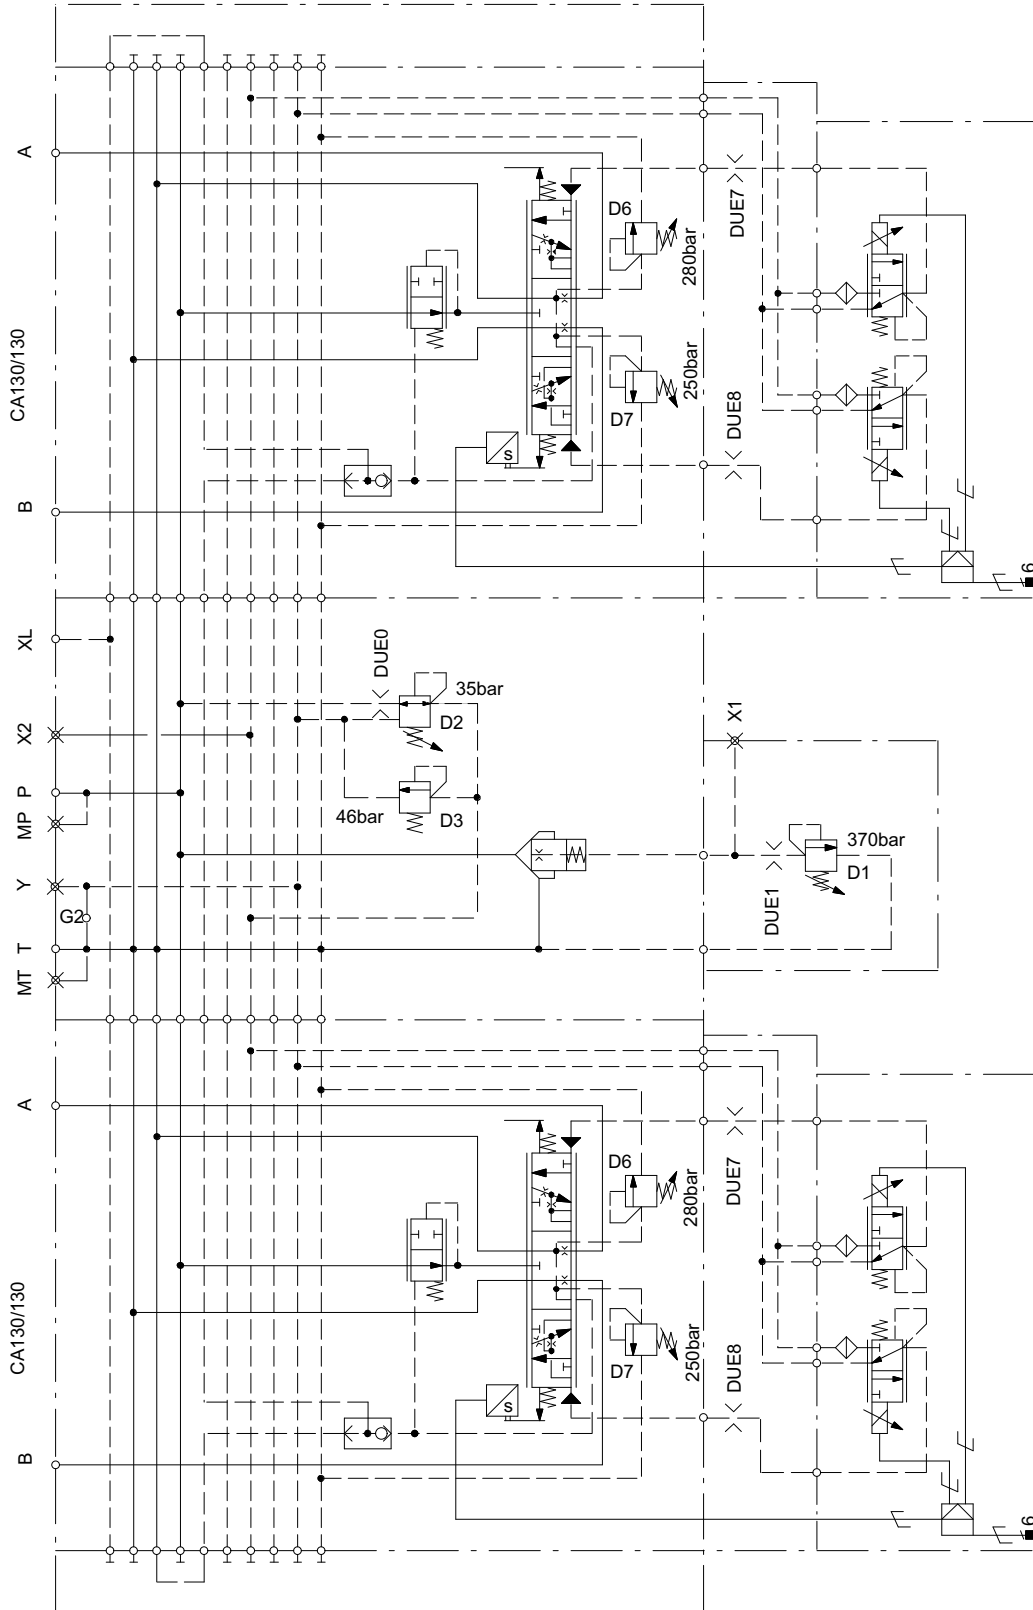 A
D6
280bar
DUE7
CA130/130
250bar
D7
DUE8
s
B
6
XL
DUE0
35bar
D2
X2
X1
P
MP
46bar
D3
370bar
D1
DUE1
Y
G2
T
MT
A
D6
280bar
DUE7
CA130/130
250bar
D7
DUE8
s
B
6